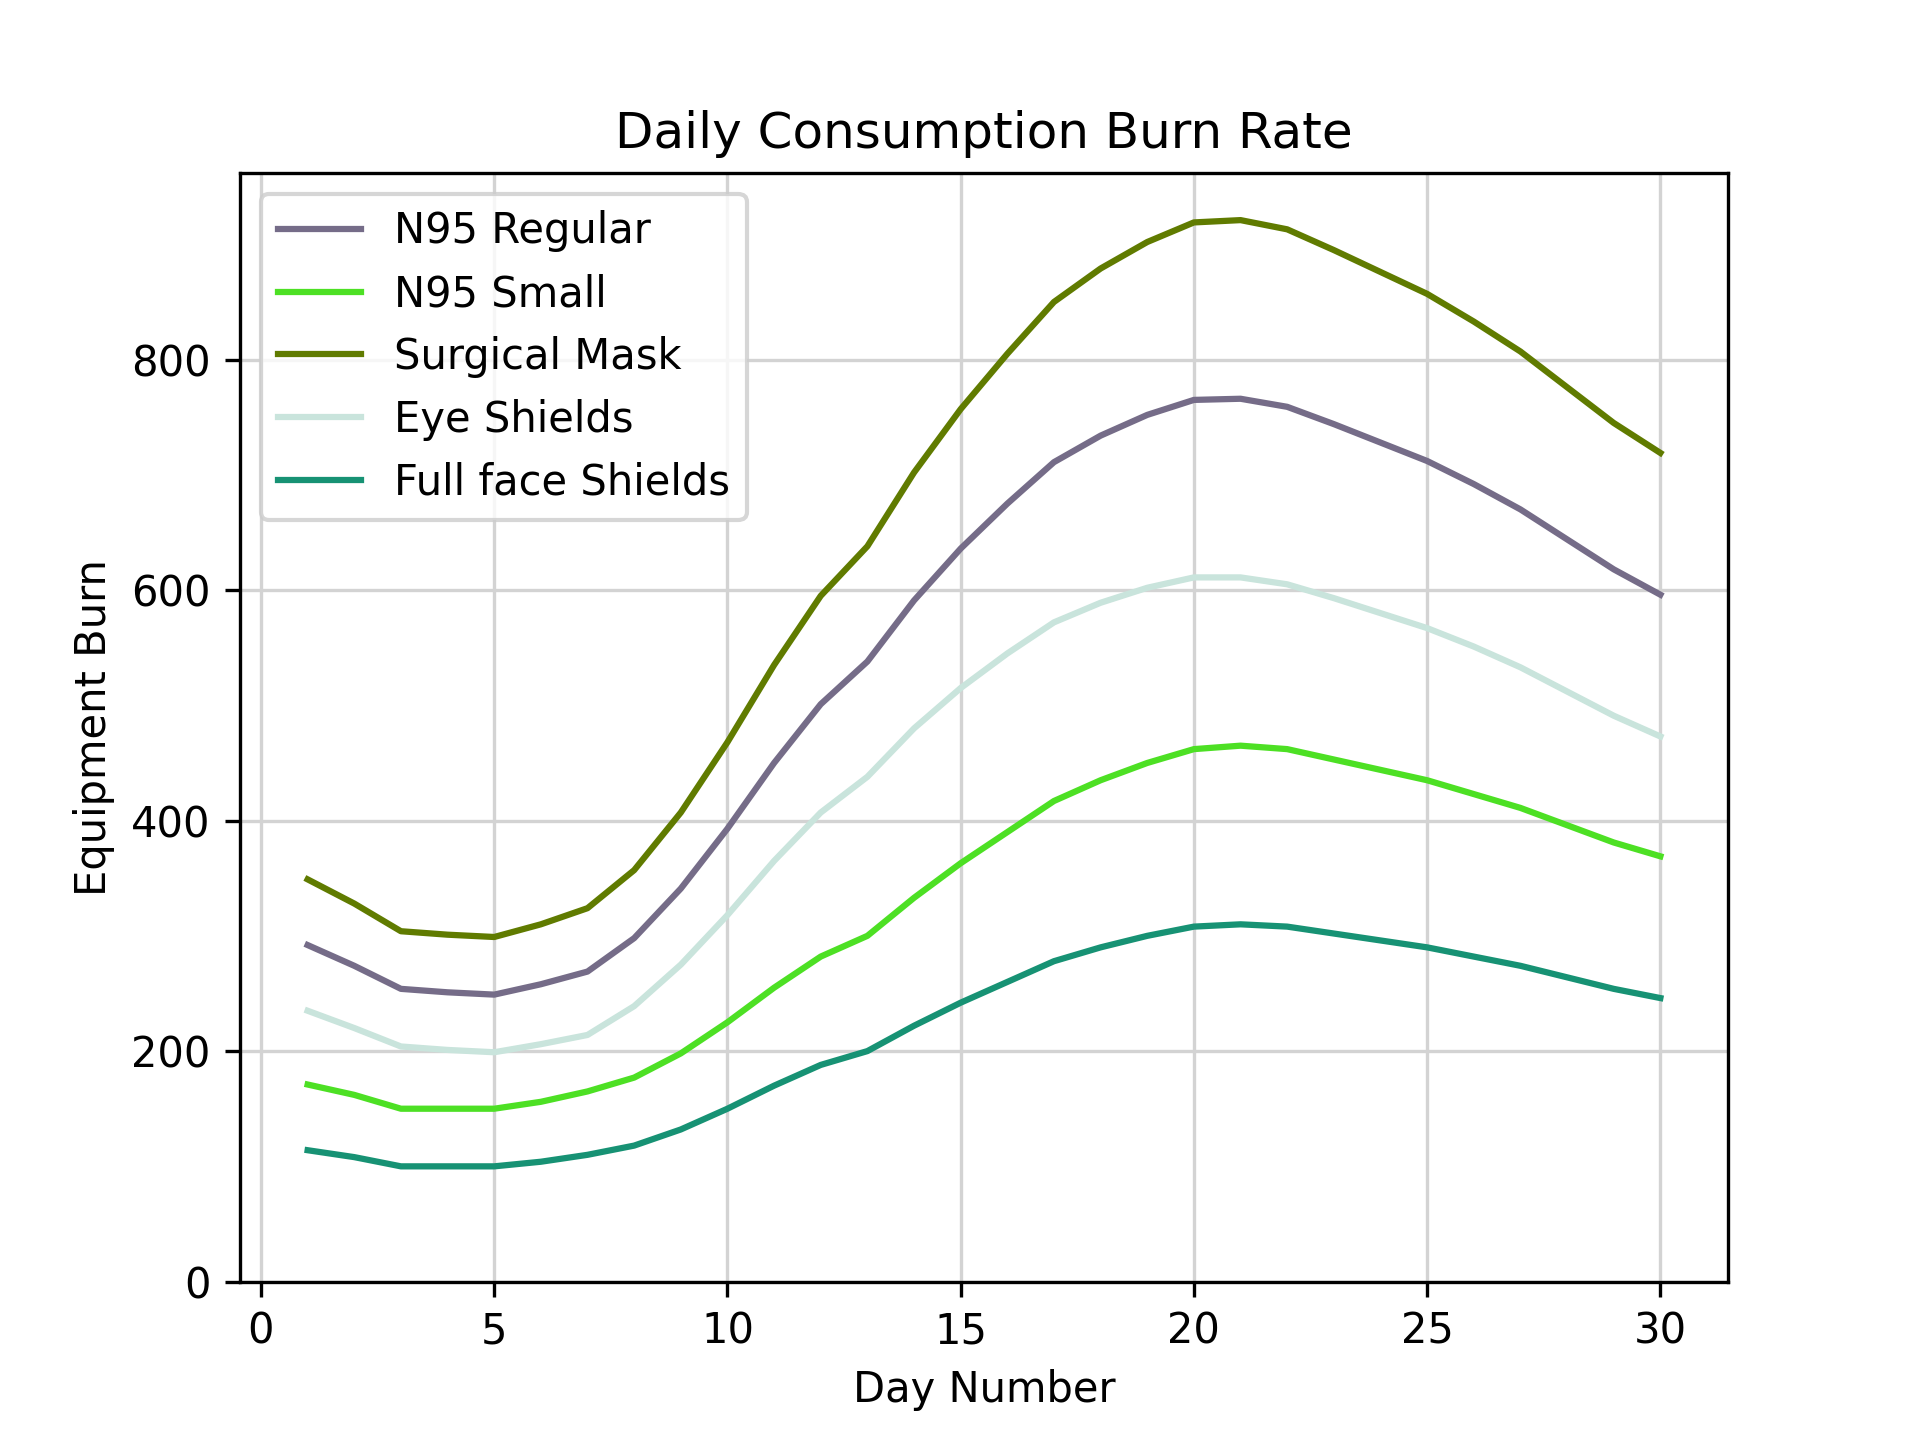 Daily Consumption Burn Rate
N95 Regular
N95 Small
Surgical Mask
Eye Shields
Full face Shields
Equipment Burn
800
600
400
200
0
0 5 10 15 20 25 30
Day Number